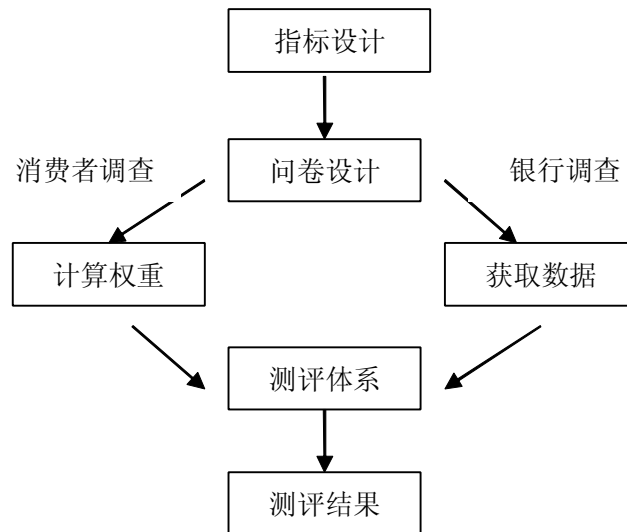 指标设计
消费者调查
问卷设计
银行调查
计算权重
获取数据
测评体系
测评结果